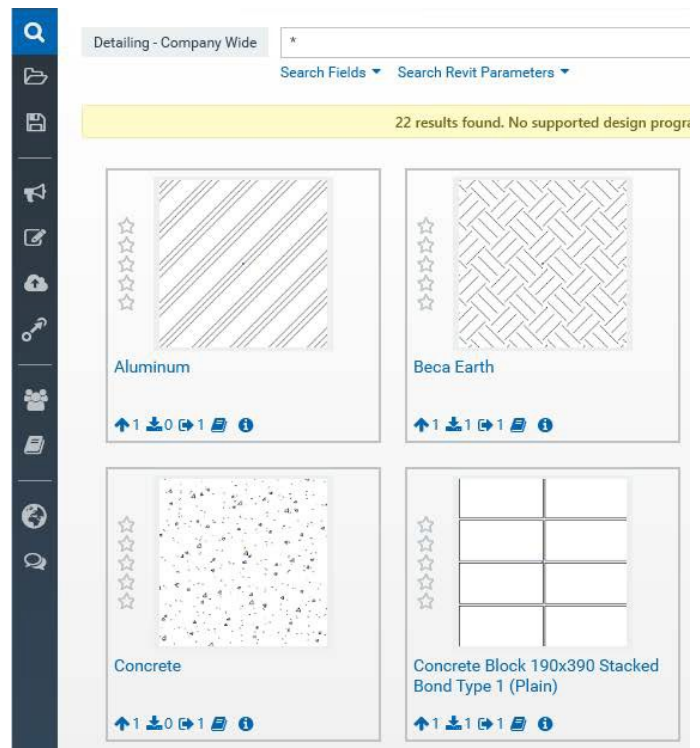 Detailing - Company Wide
*
Search Fields
Search Revit Parameters
22 results found. No supported design
Aluminum
Beca Earth
1 0 1
1 1 1
Concrete
Concrete Block 190x390 Stacked
Bond Type 1 (Plain)
1 0 1
1 1 1